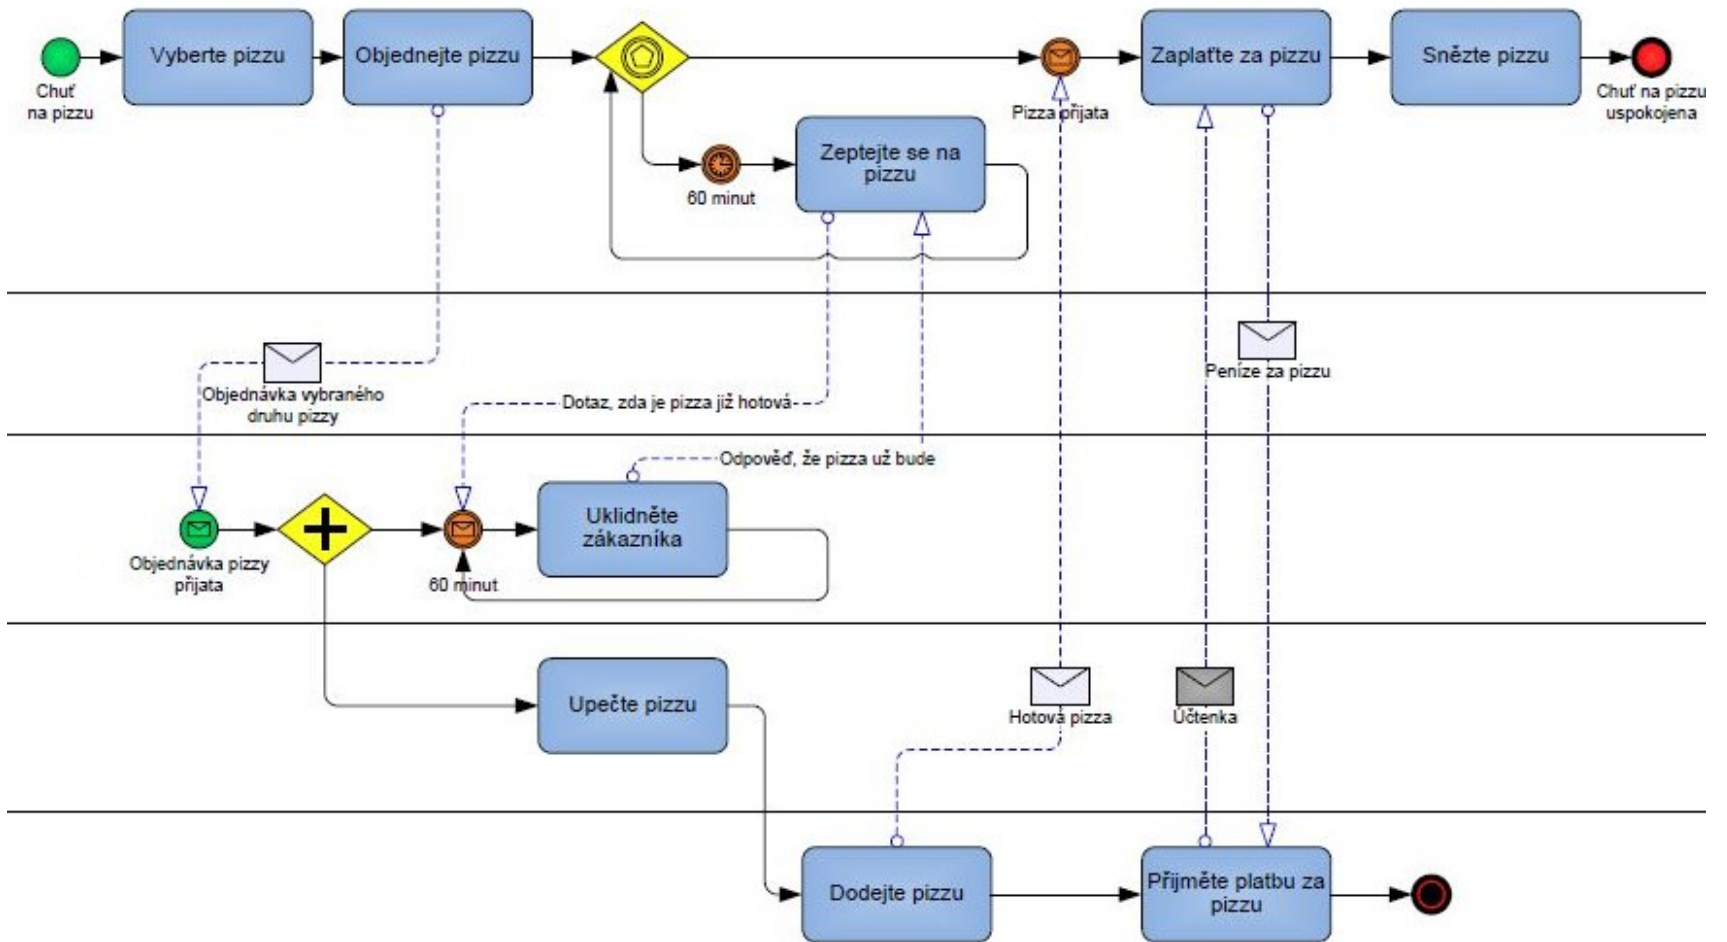 Vyberte pizzu
Objednejte pizzu
Zaplaťte za pizzu
Snězte pizzu
Chuť
na pizzu
Pizza přijata
Chuť na pizzu
uspokojena
Zeptejte se na
pizzu
60 minut
Objednávka vybraného
druhu pizzy
Peníze za pizzu
Dotaz, zda je pizza již hotová
Odpověď, že pizza už bude
Uklidněte
zákazníka
Objednávka pizzy
přijata
60 minut
Upečte pizzu
Hotová pizza
Účtenka
Dodejte pizzu
Přijměte platbu za
pizzu